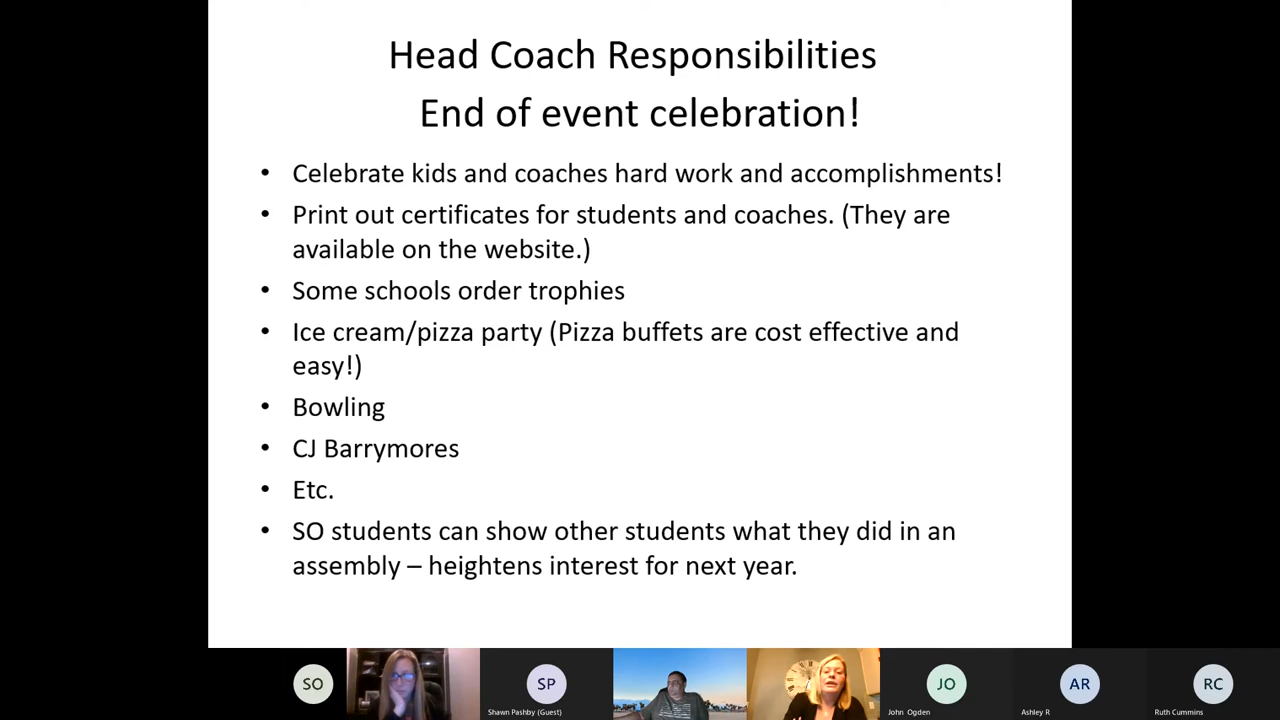 Head Coach Responsibilities
End of event celebration!
• Celebrate kids and coaches hard work and accomplishments!
• Print out certificates for students and coaches. (They are
available on the website.)
• Some schools order trophies
• Ice cream/pizza party (Pizza buffets are cost effective and
easy!)
• Bowling
• CJ Barrymores
• Etc.
• SO students can show other students what they did in an
assembly – heightens interest for next year.
SO
SP
JO
AR
RC
Shawn Pashby (Guest)
John Ogden
Ashley R
Ruth Cummins